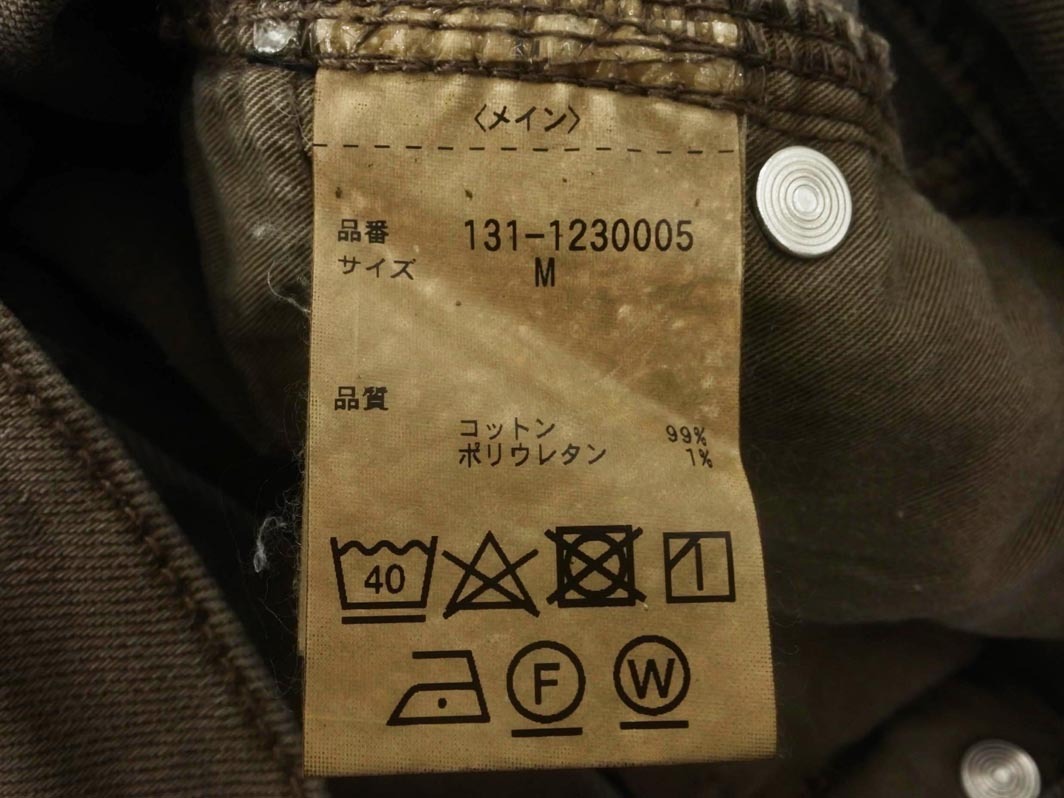 〈メイン〉
品番 131-1230005
サイズ M
品質
コットン 99%
ポリウレタン 1%
40
F W